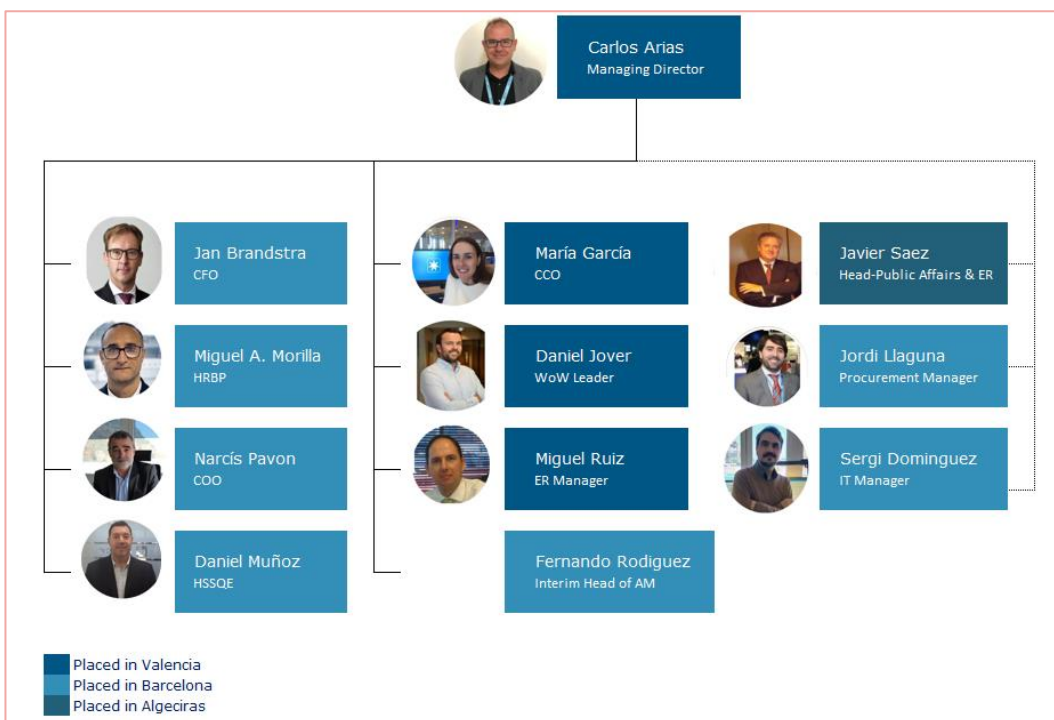 Carlos Arias
Managing Director
Jan Brandstra
CFO
María García
CCO
Javier Saez
Head-Public Affairs & ER
Miguel A. Morilla
HRBP
Daniel Jover
WoW Leader
Jordi Llaguna
Procurement Manager
Narcís Pavon
COO
Miguel Ruiz
ER Manager
Sergi Dominguez
IT Manager
Daniel Muñoz
HSSQE
Fernando Rodiguez
Interim Head of AM
Placed in Valencia
Placed in Barcelona
Placed in Algeciras